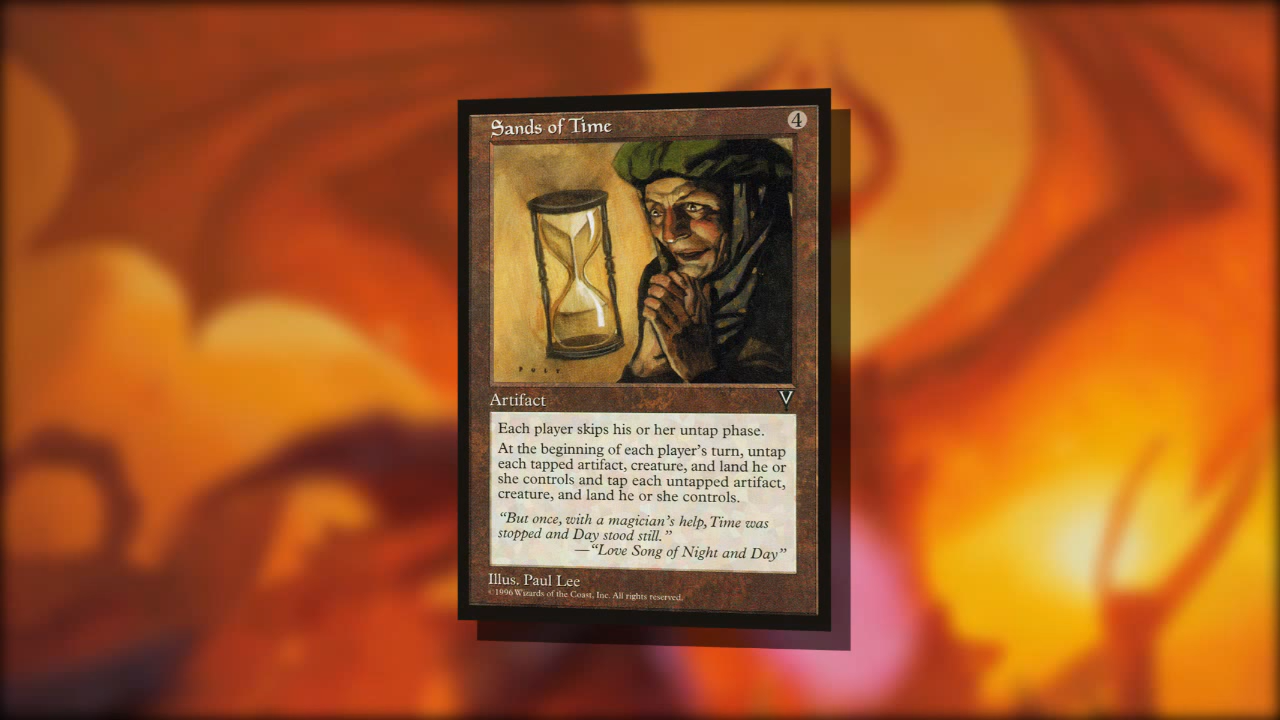 Sands of Time
4
Artifact
Each player skips his or her untap phase.
At the beginning of each player's turn, untap
each tapped artifact, creature, and land he or
she controls and tap each untapped artifact,
creature, and land he or she controls.
"But once, with a magician's help, Time was
stopped and Day stood still."
—"Love Song of Night and Day"
Illus. Paul Lee
©1996 Wizards of the Coast, Inc. All rights reserved.